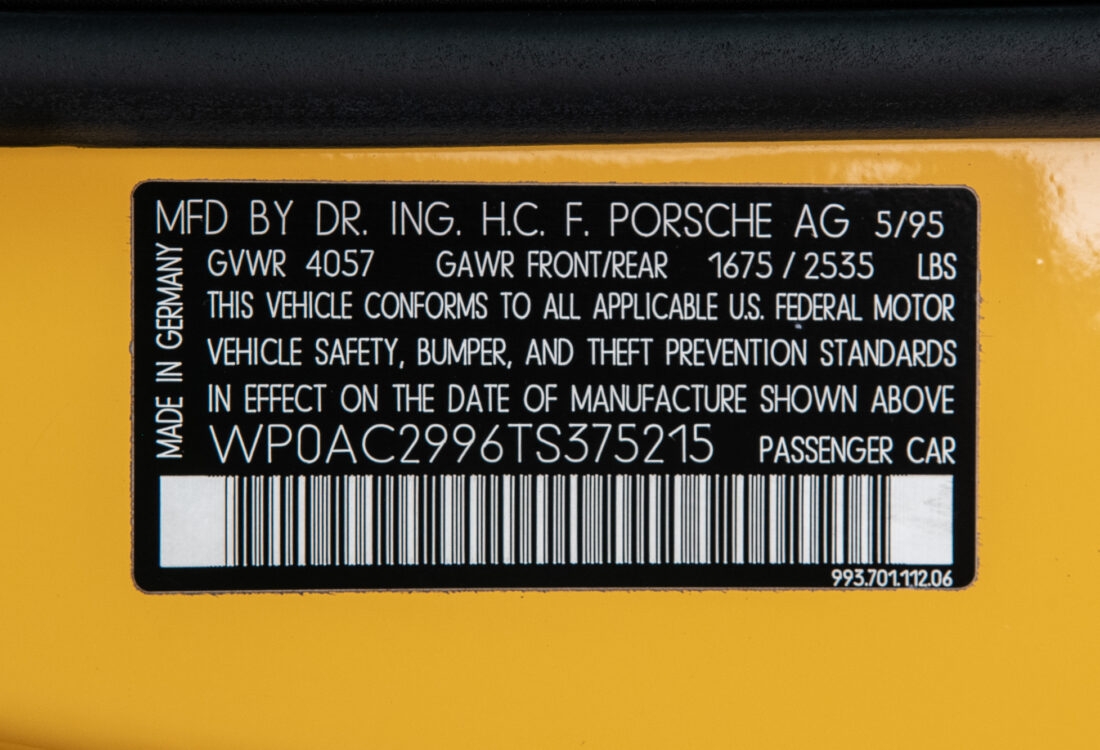 MFD BY DR. ING. H.C. F. PORSCHE AG 5/95
MADE IN GERMANY
GVWR 4057 GAWR FRONT/REAR 1675 / 2535 LBS
THIS VEHICLE CONFORMS TO ALL APPLICABLE U.S. FEDERAL MOTOR
VEHICLE SAFETY, BUMPER, AND THEFT PREVENTION STANDARDS
IN EFFECT ON THE DATE OF MANUFACTURE SHOWN ABOVE
WP0AC2996TS375215 PASSENGER CAR
993.701.112.06